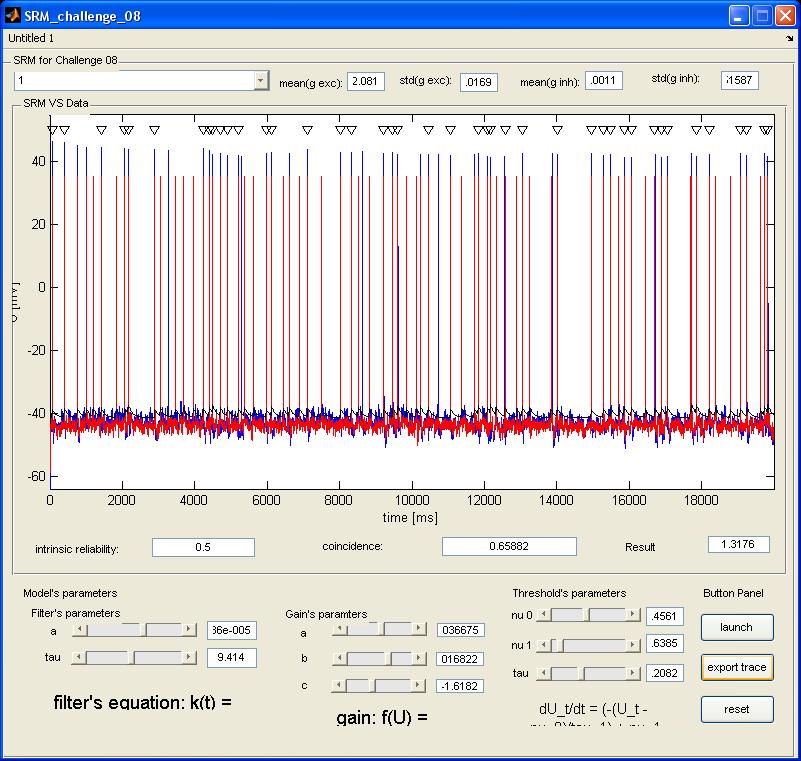 SRM_challenge_08
Untitled 1
SRM for Challenge 08
1 mean(g exc): 2.081 std(g exc): .0169 mean(g inh): .0011 std(g inh): 1587
SRM VS Data
40
20
0
-20
-40
-60
0 2000 4000 6000 8000 10000 12000 14000 16000 18000
time [ms]
intrinsic reliability: 0.5 coincidence: 0.65882 Result 1.3176
Model's parameters
Filter's parameters
a 36e-005
tau 9.414
filter's equation: k(t) =
Gain's paramters
a 036675
b 016822
c -1.6182
gain: f(U) =
Threshold's parameters
nu 0 .4561
nu 1 .6385
tau .2082
dU_t/dt = (-(U_t -
Button Panel
launch
export trace
reset